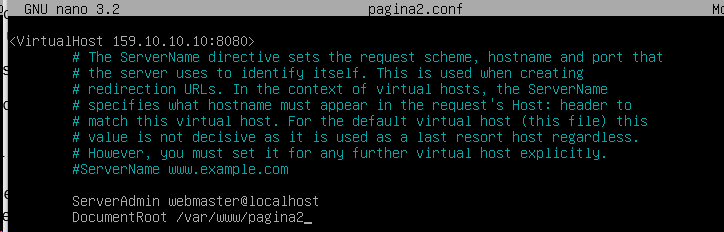 GNU nano 3.2 pagina2.conf Mo
<VirtualHost 159.10.10.10:8080>
# The ServerName directive sets the request scheme, hostname and port that
# the server uses to identify itself. This is used when creating
# redirection URLs. In the context of virtual hosts, the ServerName
# specifies what hostname must appear in the request's Host: header to
# match this virtual host. For the default virtual host (this file) this
# value is not decisive as it is used as a last resort host regardless.
# However, you must set it for any further virtual host explicitly.
#ServerName www.example.com
ServerAdmin webmaster@localhost
DocumentRoot /var/www/pagina2_